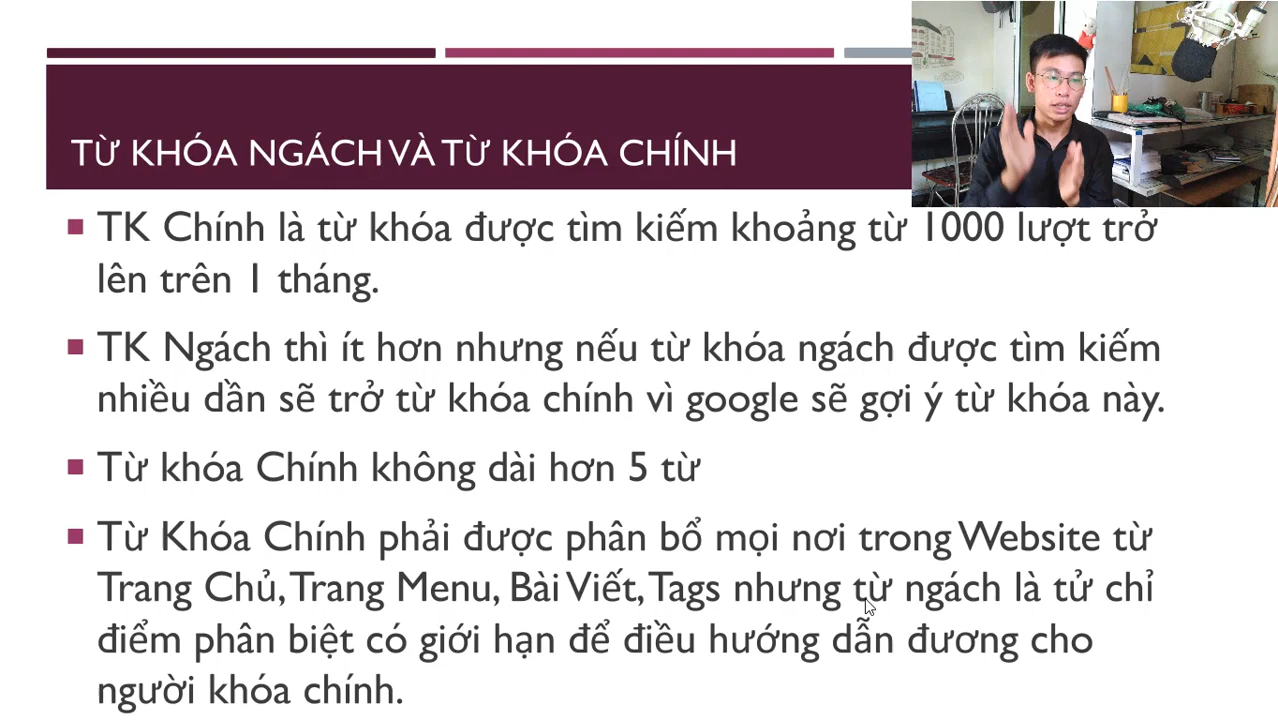 TỪ KHÓA NGÁCH VÀ TỪ KHÓA CHÍNH
TK Chính là từ khóa được tìm kiếm khoảng từ 1000 lượt trở
lên trên 1 tháng.
TK Ngách thì ít hơn nhưng nếu từ khóa ngách được tìm kiếm
nhiều dần sẽ trở từ khóa chính vì google sẽ gợi ý từ khóa này.
Từ khóa Chính không dài hơn 5 từ
Từ Khóa Chính phải được phân bổ mọi nơi trong Website từ
Trang Chủ, Trang Menu, Bài Viết, Tags nhưng từ ngách là tử chỉ
điểm phân biệt có giới hạn để điều hướng dẫn đương cho
người khóa chính.